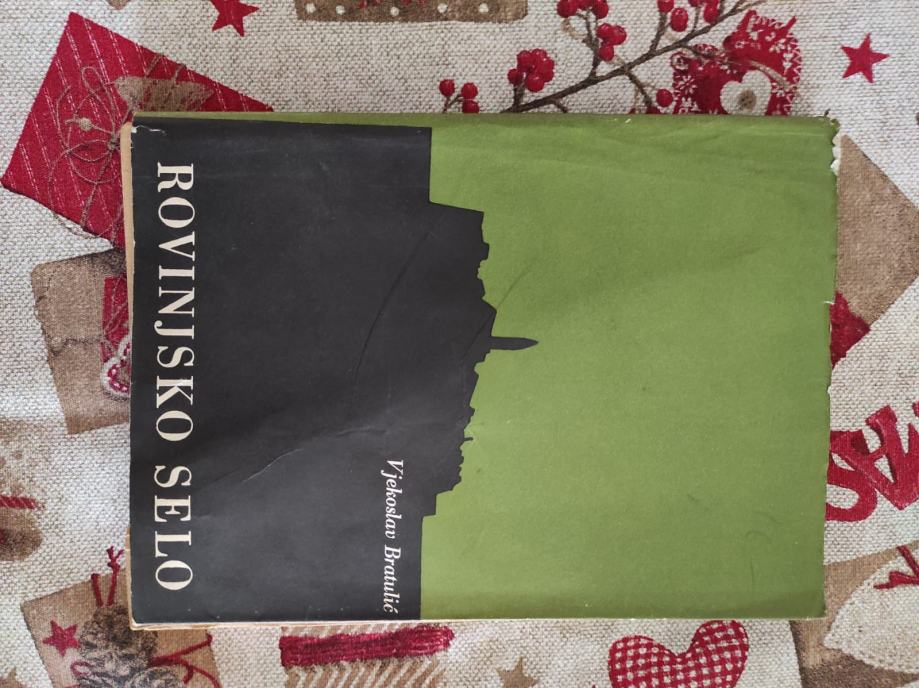 Vjekoslav Bratulić
ROVINJSKO SELO